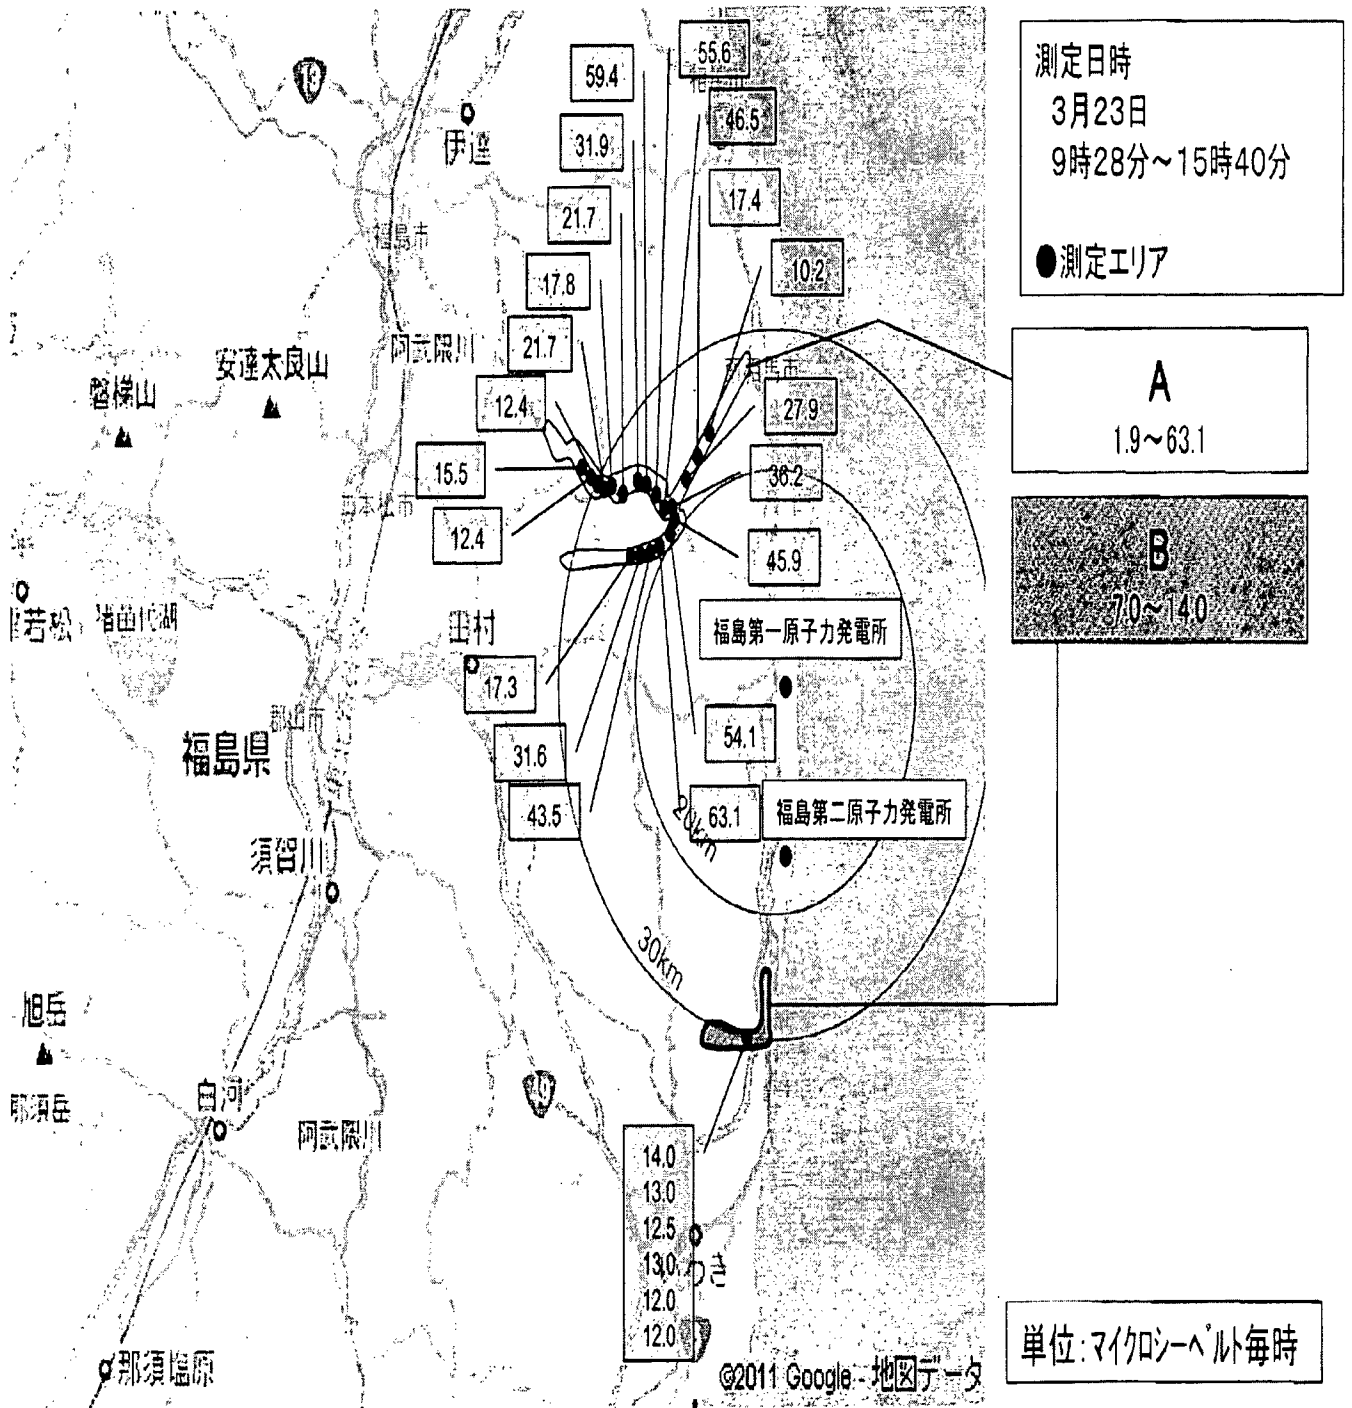 測定日時
3月23日
9時28分～15時40分
●測定エリア
A
1.9～63.1
B
7.0～14.0
単位：マイクロシーベルト毎時
55.6
59.4
46.5
31.9
17.4
21.7
10.2
17.8
21.7
12.4
27.9
15.5
36.2
12.4
45.9
17.3
54.1
31.6
43.5
63.1
14.0
13.0
12.5
13.0
12.0
12.0
福島第一原子力発電所
福島第二原子力発電所
20km
30km
伊達
福島市
阿武隈川
安達太良山
磐梯山
二本松市
若松
猪苗代湖
田村
郡山市
福島県
須賀川
旭岳
那須岳
白河
阿武隈川
那須塩原
49
©2011 Google - 地図データ